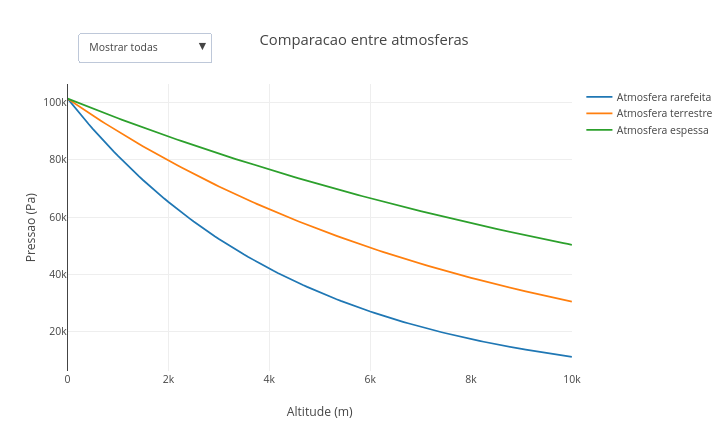 Comparacao entre atmosferas
Mostrar todas ▼
Atmosfera rarefeita
Atmosfera terrestre
Atmosfera espessa
Pressao (Pa)
100k
80k
60k
40k
20k
0 2k 4k 6k 8k 10k
Altitude (m)